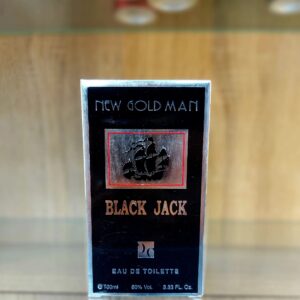 NEW GOLD MAN
BLACK JACK
EAU DE TOILETTE
℮ 100ml 80% Vol. 3.33 FL. Oz.